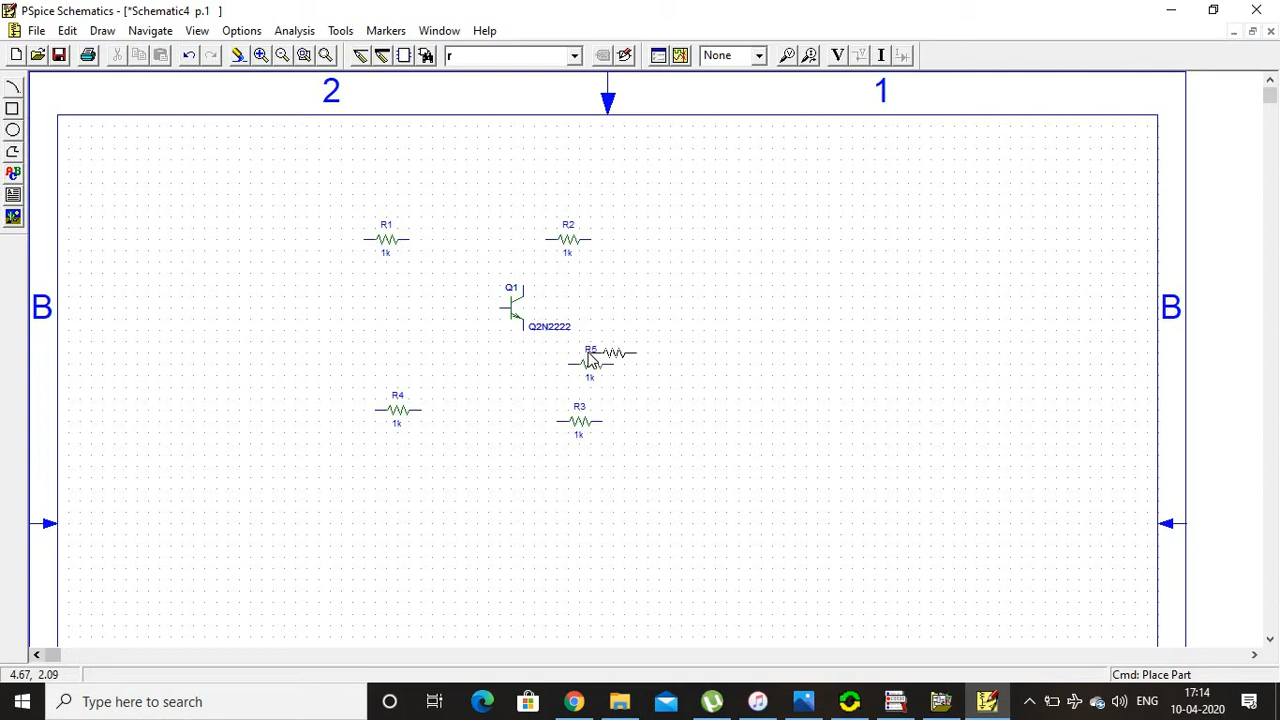 PSpice Schematics - [*Schematic4 p.1 ]
File Edit Draw Navigate View Options Analysis Tools Markers Window Help
r None V I
2 1
R1 R2
1k 1k
Q1
B B
Q2N2222
R5
1k
R4 R3
1k 1k
4.67, 2.09 Cmd: Place Part
Type here to search ENG 17:14
10-04-2020